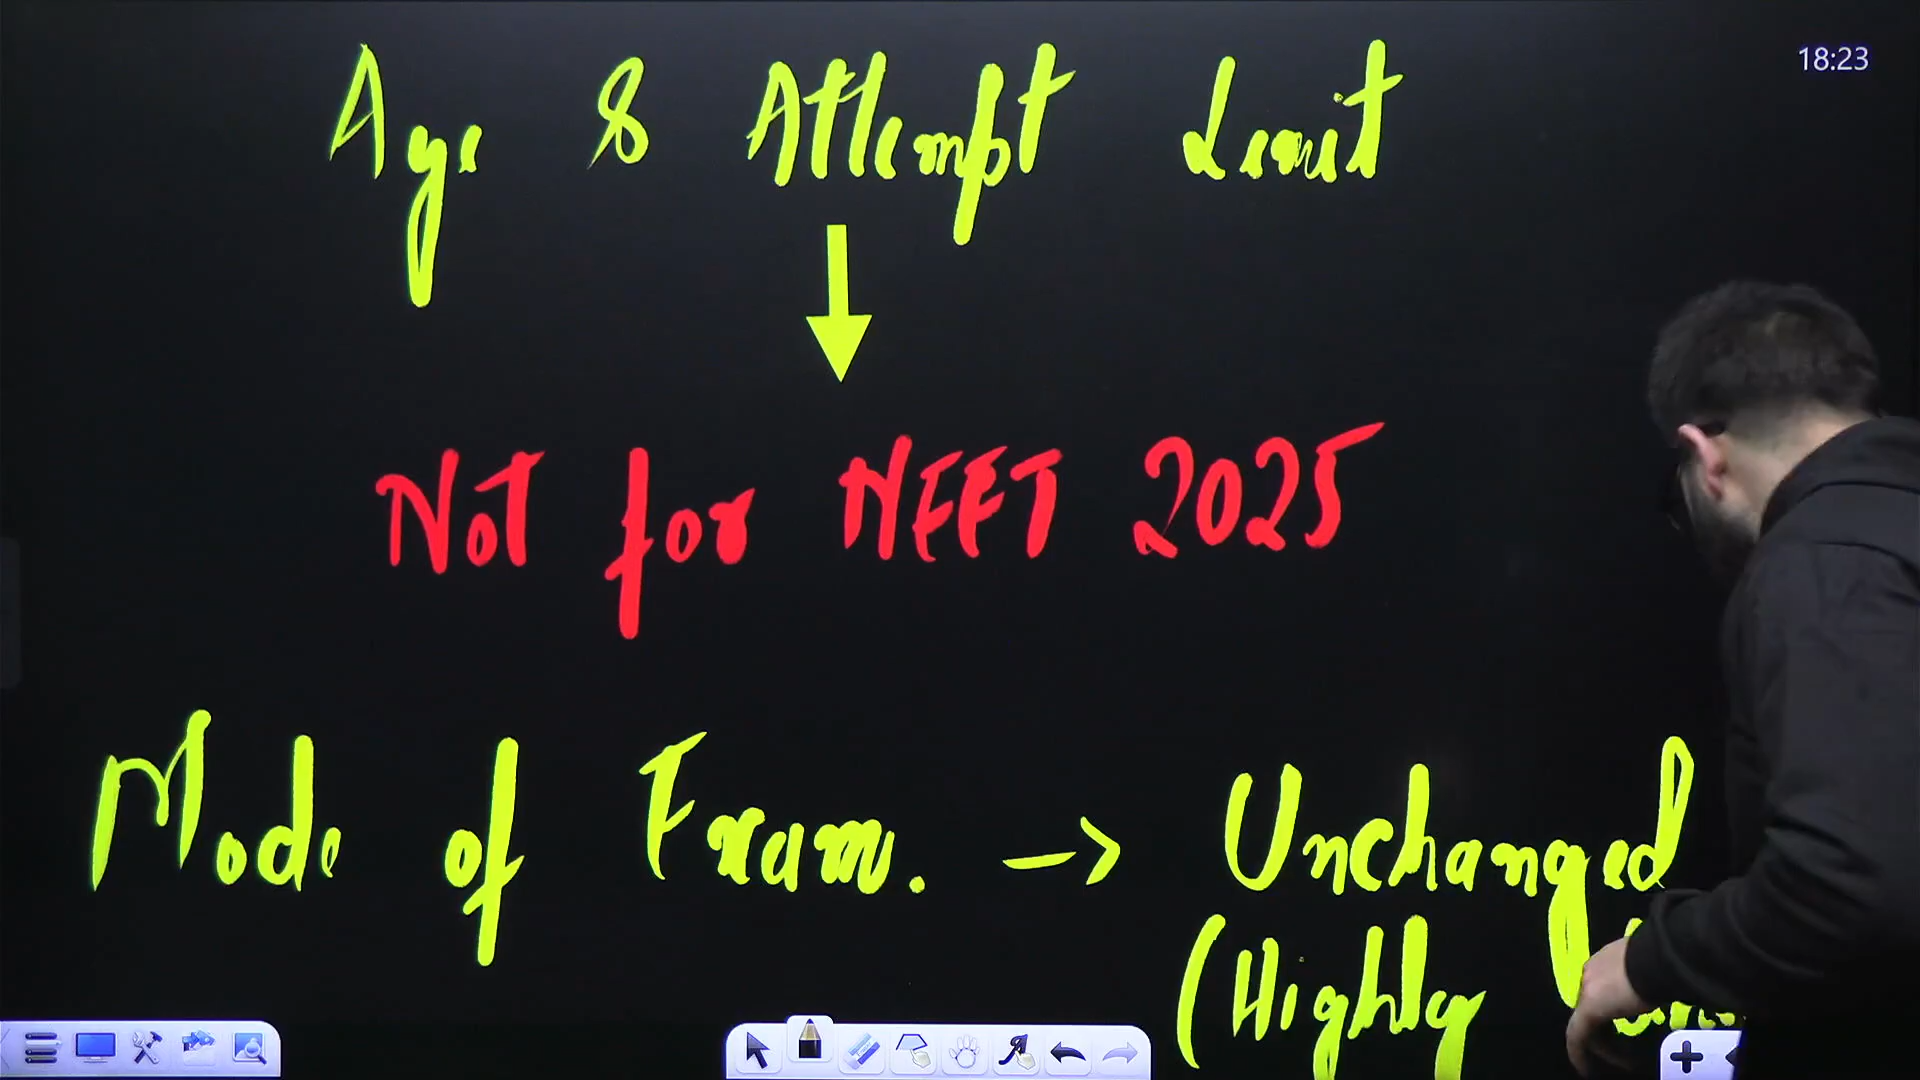 18:23
Age & Attempt Limit
Not for NEET 2025
Mode of Exam. → Unchanged
(Highly